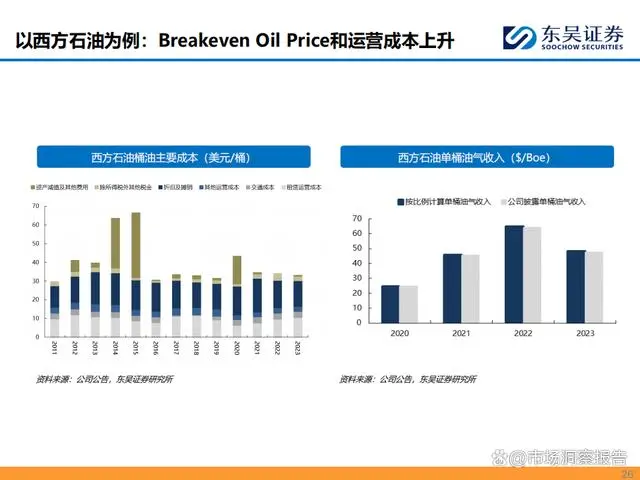 以西方石油为例：Breakeven Oil Price和运营成本上升
东吴证券
SOOCHOW SECURITIES
西方石油桶油主要成本（美元/桶）
资产减值及其他费用 除所得税外其他税金 折旧及摊销 其他运营成本 交通成本 租赁运营成本
70
60
50
40
30
20
10
0
2011 2012 2013 2014 2015 2016 2017 2018 2019 2020 2021 2022 2023
资料来源：公司公告，东吴证券研究所
西方石油单桶油气收入（$/Boe）
按比例计算单桶油气收入 公司披露单桶油气收入
70
60
50
40
30
20
10
0
2020 2021 2022 2023
资料来源：公司公告，东吴证券研究所
市场洞察报告
26